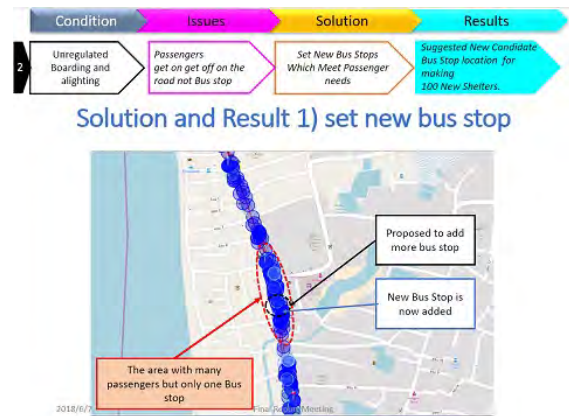 Condition
Issues
Solution
Results
2
Unregulated
Boarding and
alighting
Passengers
get on get off on the
road not Bus stop
Set New Bus Stops
Which Meet Passenger
needs
Suggested New Candidate
Bus Stop location for
making
100 New Shelters.
Solution and Result 1) set new bus stop
Proposed to add
more bus stop
New Bus Stop is
now added
The area with many
passengers but only one Bus
stop
2018/6/7
Final Meeting